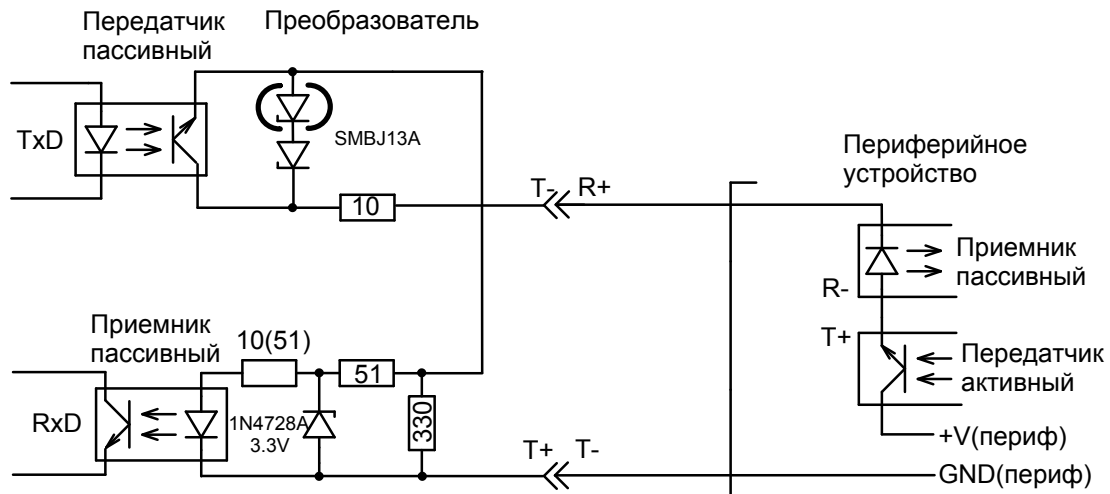 Передатчик
пассивный
Преобразователь
TxD
SMBJ13A
10
T- R+
Периферийное
устройство
Приемник
пассивный
R-
T+
Передатчик
активный
+V(периф)
GND(периф)
Приемник
пассивный
10(51)
51
330
RxD
1N4728A
3.3V
T+ T-